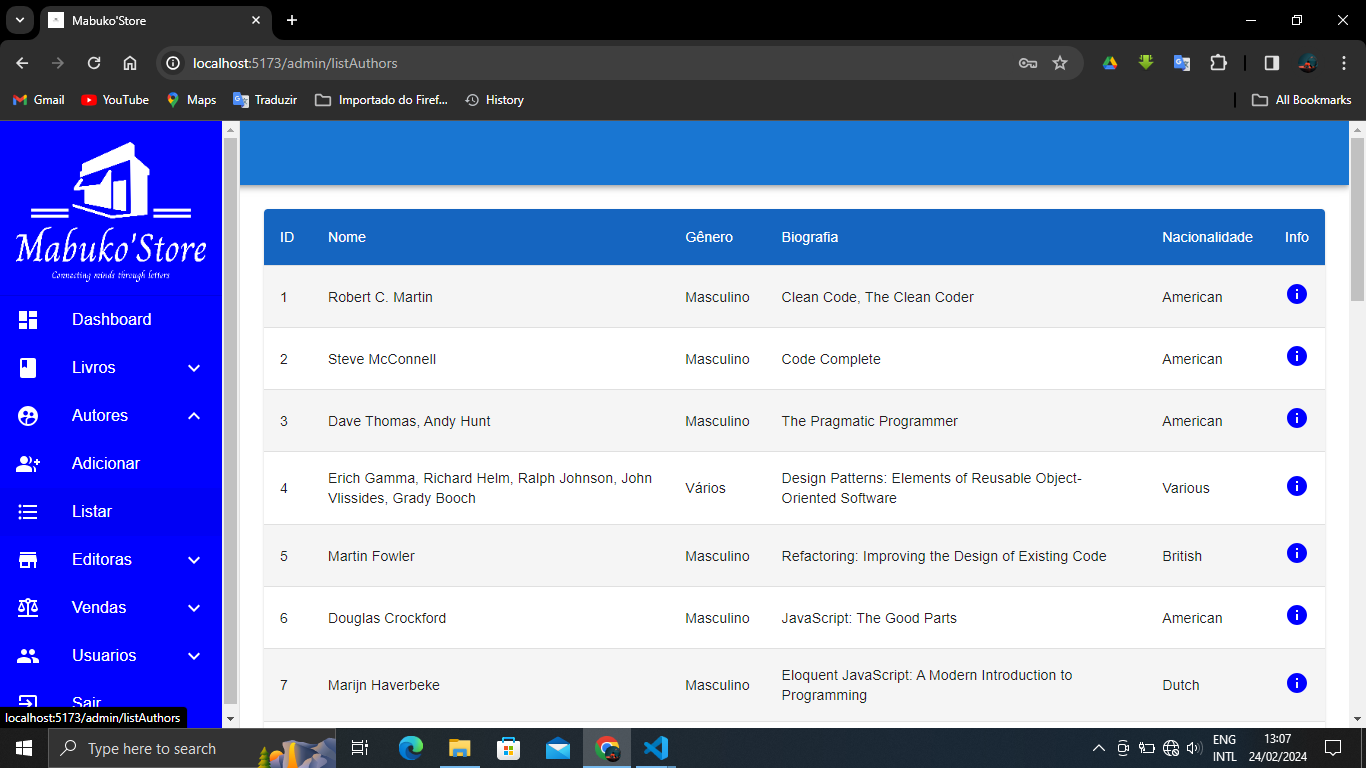 Mabuko'Store
localhost:5173/admin/listAuthors
Gmail
YouTube
Maps
Traduzir
Importado do Firef...
History
All Bookmarks
Mabuko'Store
Connecting minds through letters
Dashboard
Livros
Autores
Adicionar
Listar
Editoras
Vendas
Usuarios
Sair
localhost:5173/admin/listAuthors
ID Nome Gênero Biografia Nacionalidade Info
1 Robert C. Martin Masculino Clean Code, The Clean Coder American
2 Steve McConnell Masculino Code Complete American
3 Dave Thomas, Andy Hunt Masculino The Pragmatic Programmer American
4 Erich Gamma, Richard Helm, Ralph Johnson, John
Vlissides, Grady Booch
Vários
Design Patterns: Elements of Reusable Object-
Oriented Software
Various
5 Martin Fowler Masculino Refactoring: Improving the Design of Existing Code British
6 Douglas Crockford Masculino JavaScript: The Good Parts American
7 Marijn Haverbeke Masculino
Eloquent JavaScript: A Modern Introduction to
Programming
Dutch
Type here to search
ENG
INTL
13:07
24/02/2024